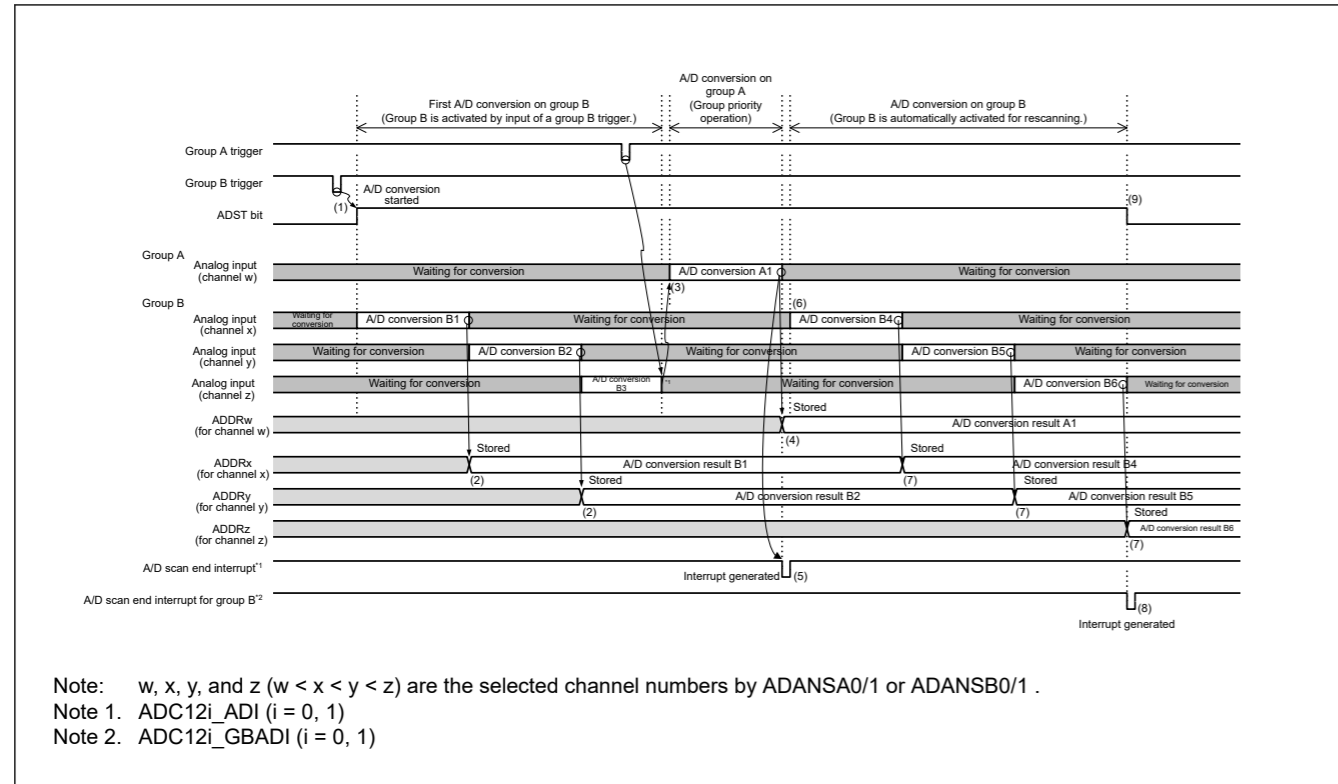 A/D conversion on
group A
(Group priority
operation)
First A/D conversion on group B
(Group B is activated by input of a group B trigger.)
A/D conversion on group B
(Group B is automatically activated for rescanning.)
Group A trigger
Group B trigger
A/D conversion
started
(1)
(9)
ADST bit
Group A
Analog input
(channel w)
Waiting for conversion
A/D conversion A1
Waiting for conversion
(3)
Group B
(6)
Analog input
(channel x)
Waiting for
conversion
A/D conversion B1
Waiting for conversion
A/D conversion B4
Waiting for conversion
Analog input
(channel y)
Waiting for conversion
A/D conversion B2
Waiting for conversion
A/D conversion B5
Waiting for conversion
Analog input
(channel z)
Waiting for conversion
A/D conversion
B3
Waiting for conversion
A/D conversion B6
Waiting for conversion
Stored
ADDRw
(for channel w)
A/D conversion result A1
(4)
Stored
Stored
ADDRx
(for channel x)
A/D conversion result B1
A/D conversion result B4
(2)
Stored
(7)
Stored
ADDRy
(for channel y)
A/D conversion result B2
A/D conversion result B5
(2)
(7)
Stored
ADDRz
(for channel z)
A/D conversion result B6
(7)
A/D scan end interrupt*1
Interrupt generated
(5)
A/D scan end interrupt for group B*2
(8)
Interrupt generated
Note: w, x, y, and z (w < x < y < z) are the selected channel numbers by ADANSA0/1 or ADANSB0/1 .
Note 1. ADC12i_ADI (i = 0, 1)
Note 2. ADC12i_GBADI (i = 0, 1)